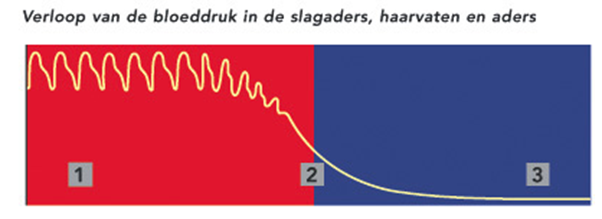 Verloop van de bloeddruk in de slagaders, haarvaten en aders
1 2 3